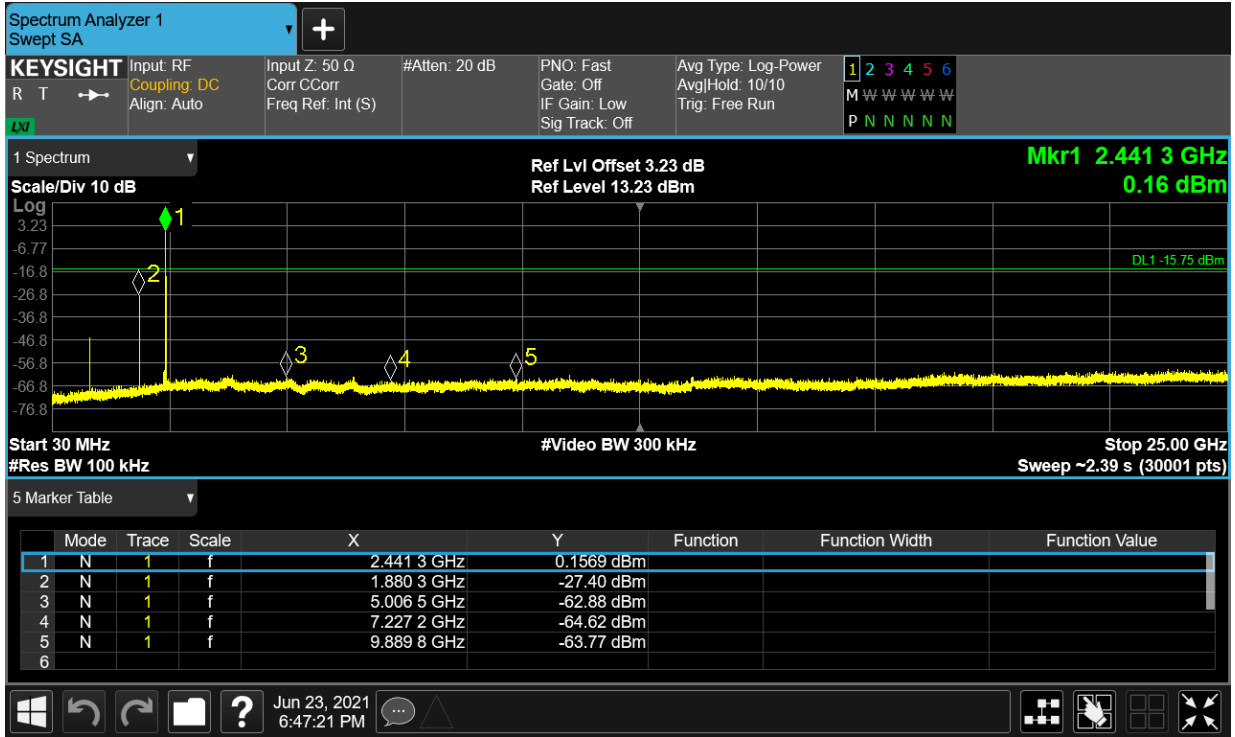 Spectrum Analyzer 1
Swept SA
KEYSIGHT
R T
LXI
Input: RF
Coupling: DC
Align: Auto
Input Z: 50 Ω
Corr CCorr
Freq Ref: Int (S)
#Atten: 20 dB
PNO: Fast
Gate: Off
IF Gain: Low
Sig Track: Off
Avg Type: Log-Power
Avg|Hold: 10/10
Trig: Free Run
1 2 3 4 5 6
M W W W W W
P N N N N N
1 Spectrum
Scale/Div 10 dB
Ref Lvl Offset 3.23 dB
Ref Level 13.23 dBm
Mkr1 2.441 3 GHz
0.16 dBm
Log
3.23
-6.77
-16.8
-26.8
-36.8
-46.8
-56.8
-66.8
-76.8
1
2
3
4
5
DL1 -15.75 dBm
Start 30 MHz
#Video BW 300 kHz
Stop 25.00 GHz
#Res BW 100 kHz
Sweep ~2.39 s (30001 pts)
5 Marker Table
Mode Trace Scale X Y Function Function Width Function Value
1 N 1 f 2.441 3 GHz 0.1569 dBm
2 N 1 f 1.880 3 GHz -27.40 dBm
3 N 1 f 5.006 5 GHz -62.88 dBm
4 N 1 f 7.227 2 GHz -64.62 dBm
5 N 1 f 9.889 8 GHz -63.77 dBm
6
?
Jun 23, 2021
6:47:21 PM